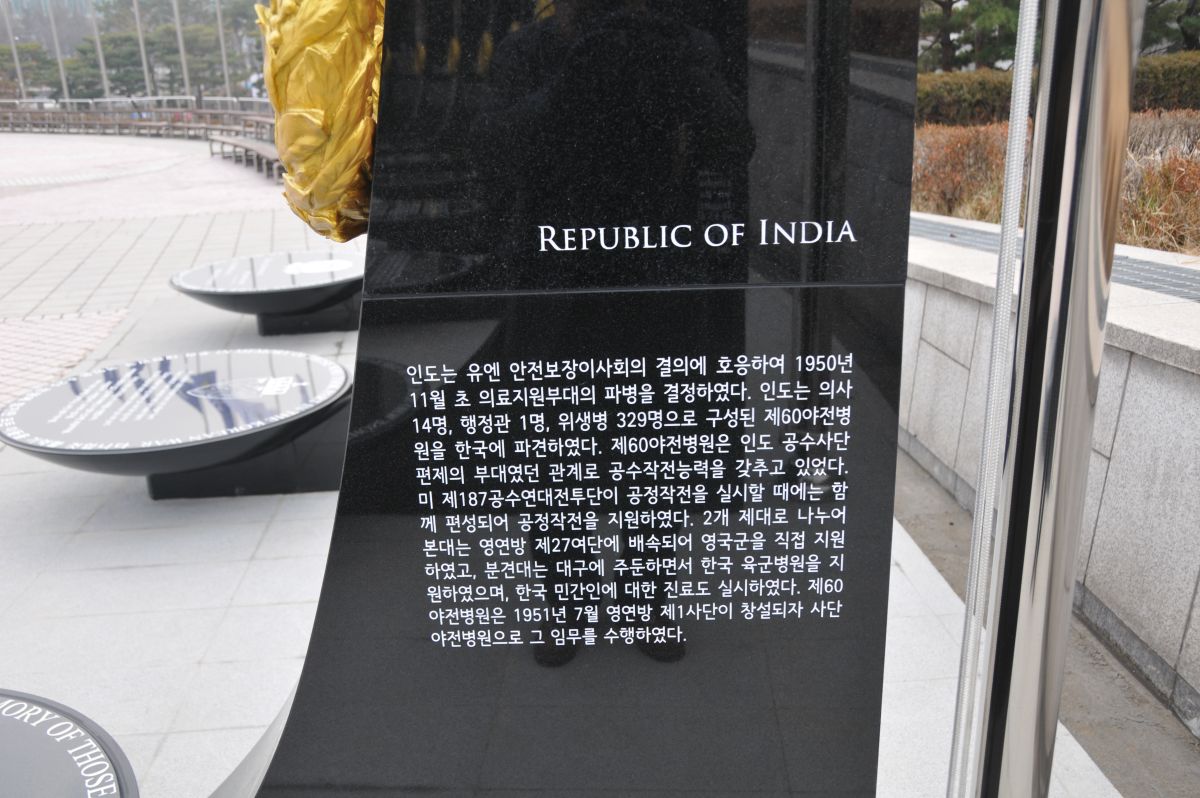 REPUBLIC OF INDIA
인도는 유엔 안전보장이사회의 결의에 호응하여 1950년
11월 초 의료지원부대의 파병을 결정하였다. 인도는 의사
14명, 행정관 1명, 위생병 329명으로 구성된 제60야전병
원을 한국에 파견하였다. 제60야전병원은 인도 공수사단
편제의 부대였던 관계로 공수작전능력을 갖추고 있었다.
미 제187공수연대전투단이 공정작전을 실시할 때에는 함
께 편성되어 공정작전을 지원하였다. 2개 제대로 나누어
본대는 영연방 제27여단에 배속되어 영국군을 직접 지원
하였고, 분견대는 대구에 주둔하면서 한국 육군병원을 지
원하였으며, 한국 민간인에 대한 진료도 실시하였다. 제60
야전병원은 1951년 7월 영연방 제1사단이 창설되자 사단
야전병원으로 그 임무를 수행하였다.
OF THOSE